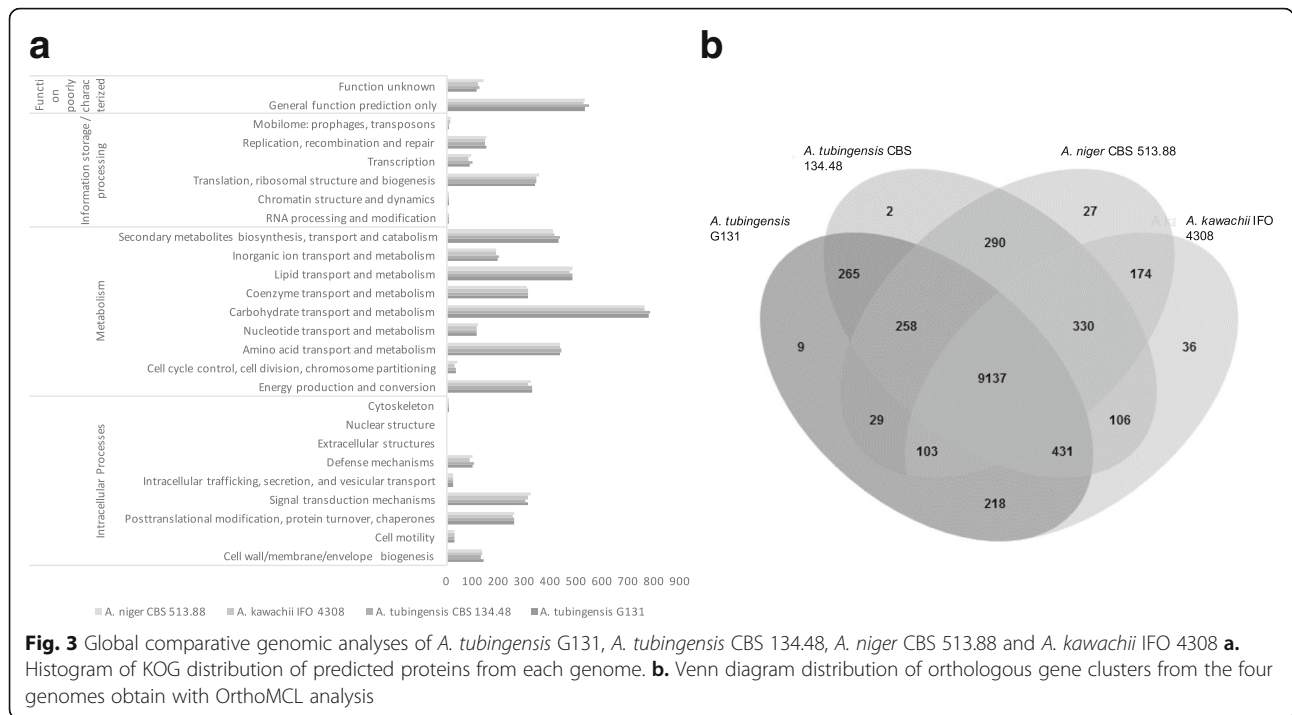 a
b
Functi
on
poorly
charac
terized
Function unknown
General function prediction only
Information storage /
processing
Mobilome: prophages, transposons
Replication, recombination and repair
Transcription
Translation, ribosomal structure and biogenesis
Chromatin structure and dynamics
RNA processing and modification
Metabolism
Secondary metabolites biosynthesis, transport and catabolism
Inorganic ion transport and metabolism
Lipid transport and metabolism
Coenzyme transport and metabolism
Carbohydrate transport and metabolism
Nucleotide transport and metabolism
Amino acid transport and metabolism
Cell cycle control, cell division, chromosome partitioning
Energy production and conversion
Intracellular Processes
Cytoskeleton
Nuclear structure
Extracellular structures
Defense mechanisms
Intracellular trafficking, secretion, and vesicular transport
Signal transduction mechanisms
Posttranslational modification, protein turnover, chaperones
Cell motility
Cell wall/membrane/envelope biogenesis
0 100 200 300 400 500 600 700 800 900
A. niger CBS 513.88 A. kawachii IFO 4308 A. tubingensis CBS 134.48 A. tubingensis G131
A. tubingensis CBS
134.48
A. niger CBS 513.88
A. tubingensis
G131
A. kawachii IFO
4308
2
27
290
265
174
258
330
9
36
9137
29
106
103
431
218
Fig. 3 Global comparative genomic analyses of A. tubingensis G131, A. tubingensis CBS 134.48, A. niger CBS 513.88 and A. kawachii IFO 4308 a.
Histogram of KOG distribution of predicted proteins from each genome. b. Venn diagram distribution of orthologous gene clusters from the four
genomes obtain with OrthoMCL analysis